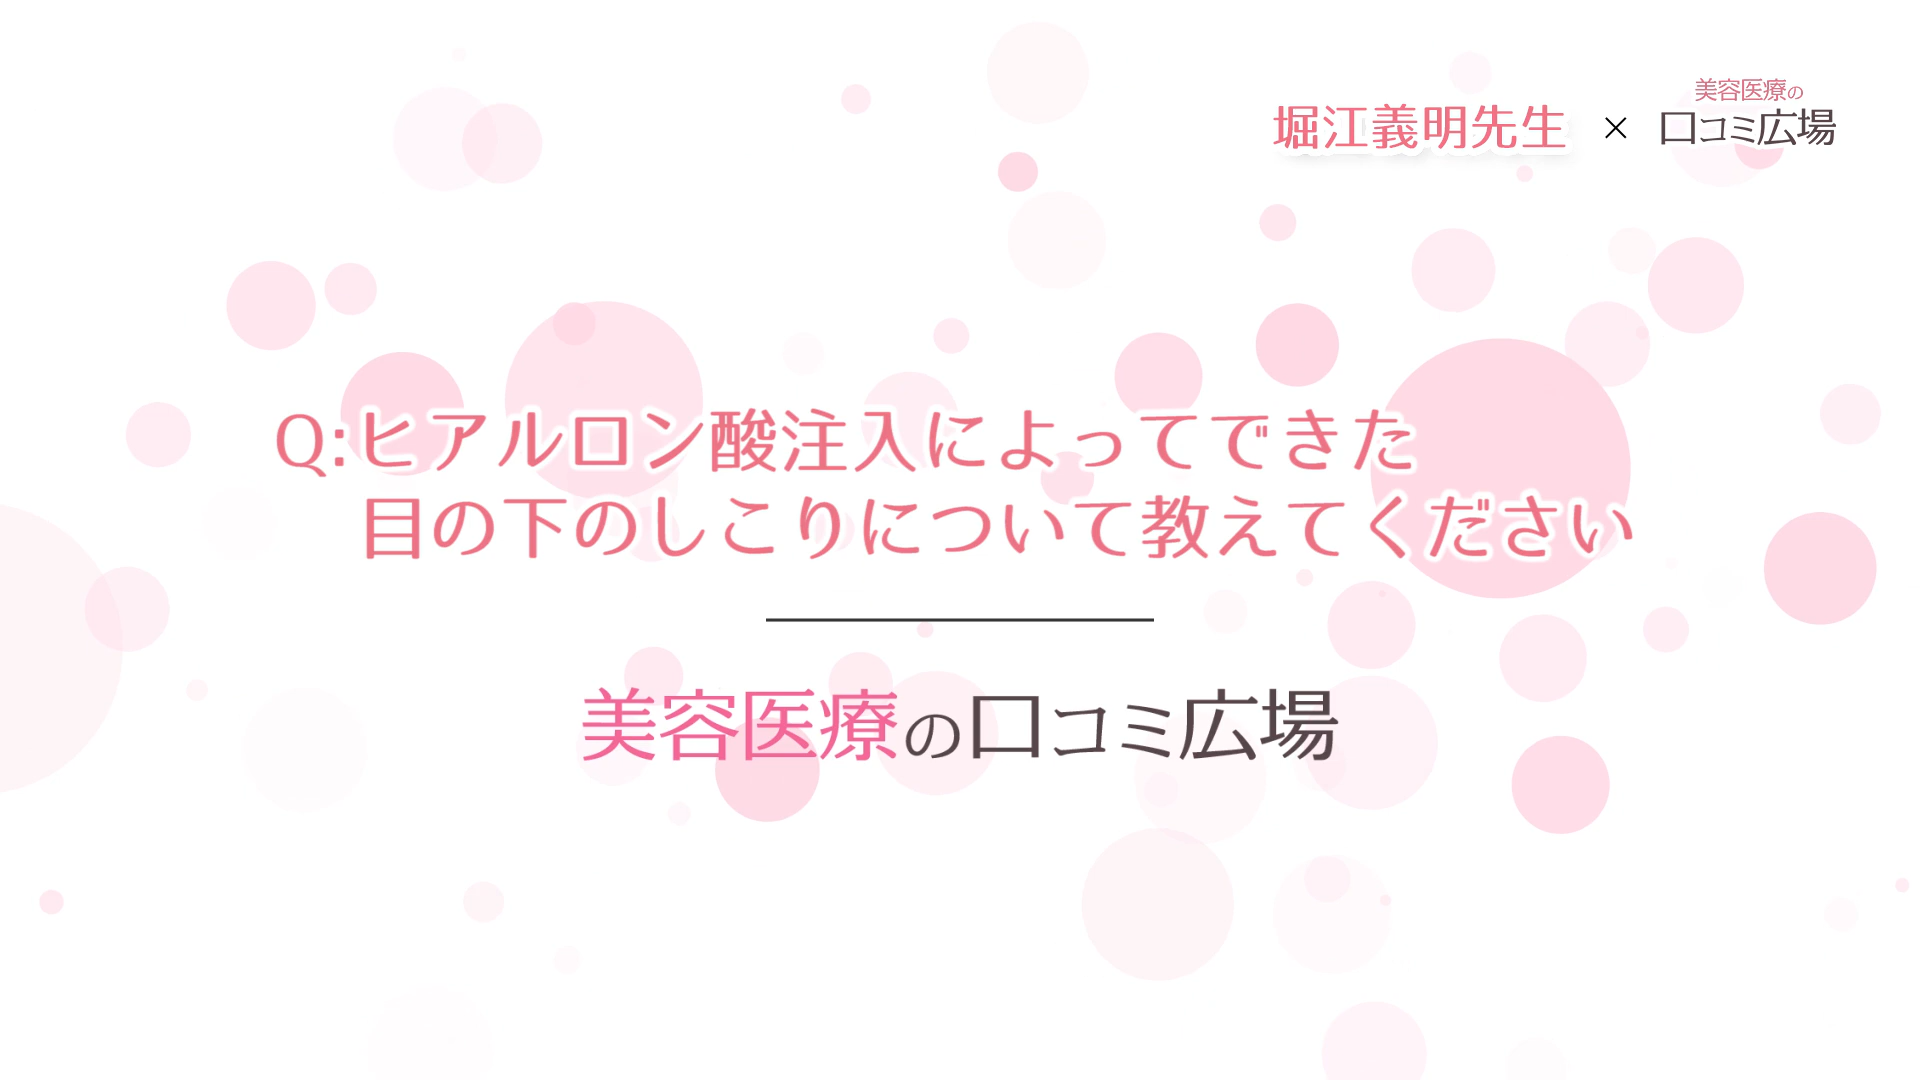 堀江義明先生 × 美容医療の口コミ広場
Q:ヒアルロン酸注入によってできた
目の下のしこりについて教えてください
美容医療の口コミ広場